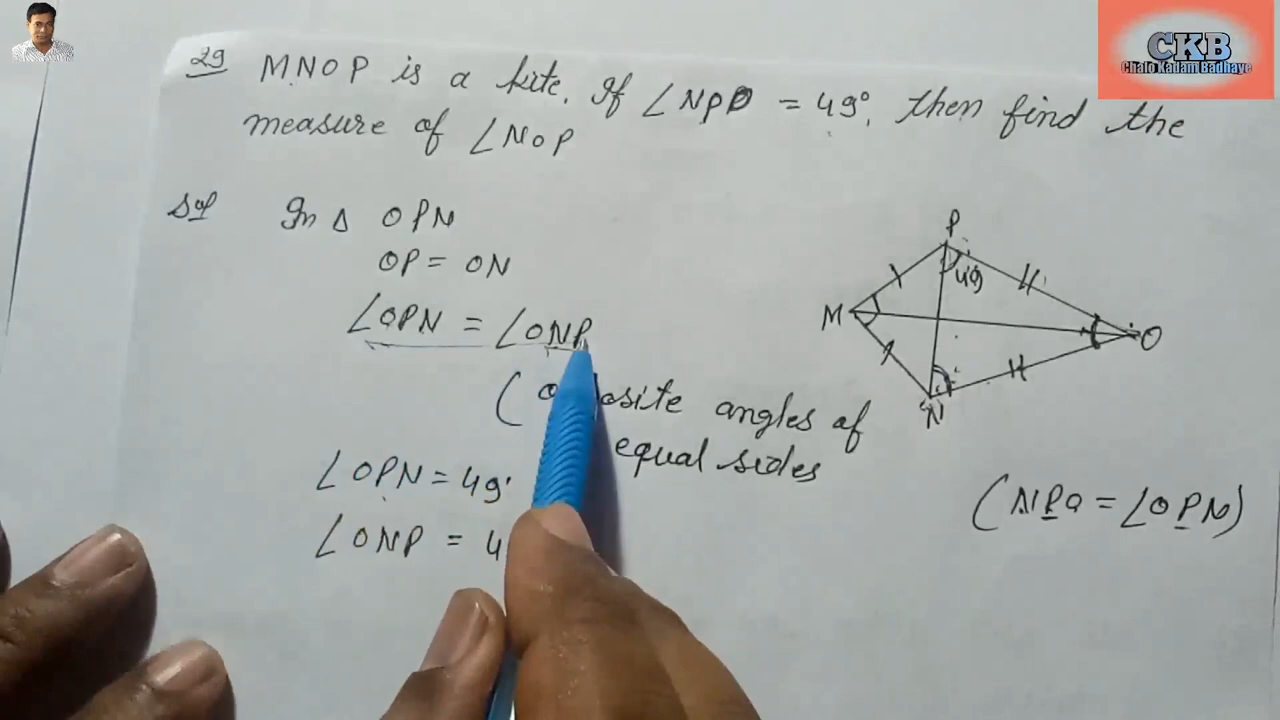 CKB
Chalo Kadam Badhaye
29 MNOP is a kite. If ∠NPO = 49°, then find the
measure of ∠NOP
Sol In Δ OPN
OP = ON
∠OPN = ∠ONP
angles of
equal sides
∠OPN = 49°
∠ONP = 4
(NPO = ∠OPN)
P
49
M
O
N